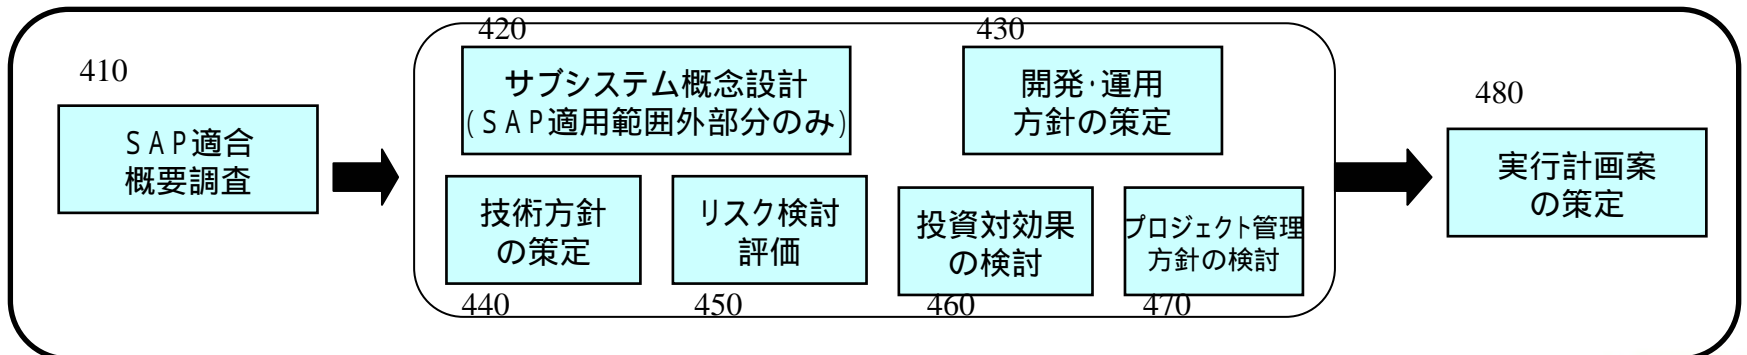 410
SAP適合
概要調査
420
サブシステム概念設計
(SAP適用範囲外部分のみ)
430
開発･運用
方針の策定
技術方針
の策定
440
リスク検討
評価
450
投資対効果
の検討
460
プロジェクト管理
方針の検討
470
480
実行計画案
の策定